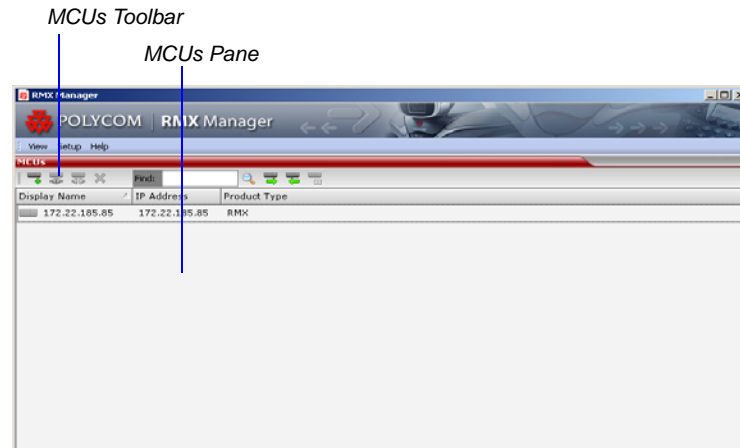 MCUs Toolbar
MCUs Pane
RMX Manager
POLYCOM | RMX Manager
View Setup Help
MCUs
Find:
Display Name IP Address Product Type
172.22.185.85 172.22.185.85 RMX